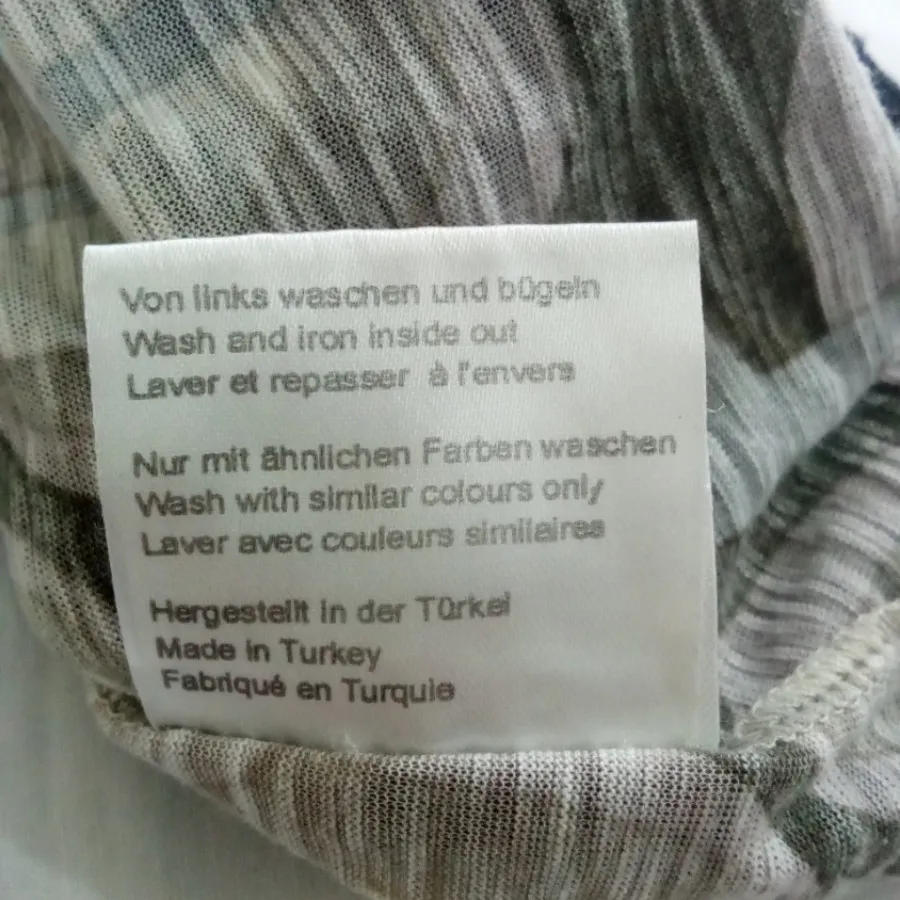 Von links waschen und bügeln
Wash and iron inside out
Laver et repasser à l'envers
Nur mit ähnlichen Farben waschen
Wash with similar colours only
Laver avec couleurs similaires
Hergestellt in der Türkei
Made in Turkey
Fabriqué en Turquie